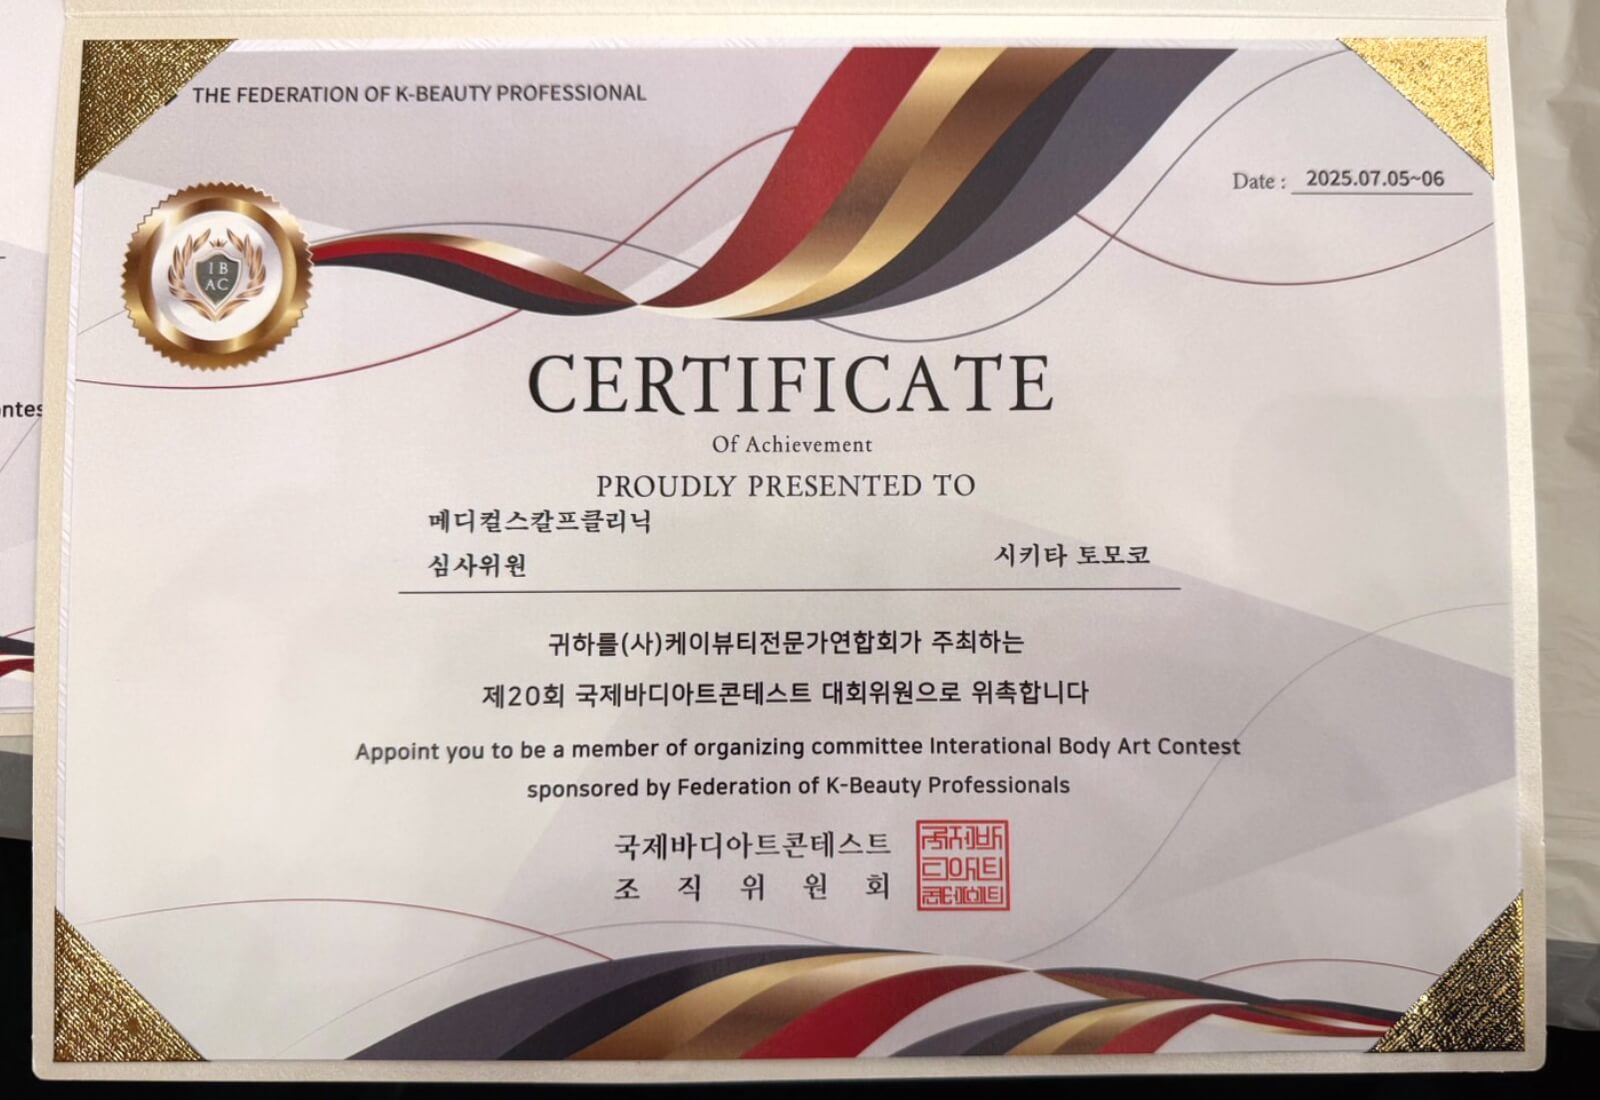 THE FEDERATION OF K-BEAUTY PROFESSIONAL
Date : 2025.07.05~06
I B
AC
CERTIFICATE
Of Achievement
PROUDLY PRESENTED TO
메디컬스칼프클리닉
심사위원 시키타 토모코
귀하를(사)케이뷰티전문가연합회가 주최하는
제20회 국제바디아트콘테스트 대회위원으로 위촉합니다
Appoint you to be a member of organizing committee Interational Body Art Contest
sponsored by Federation of K-Beauty Professionals
국제바디아트콘테스트
조 직 위 원 회